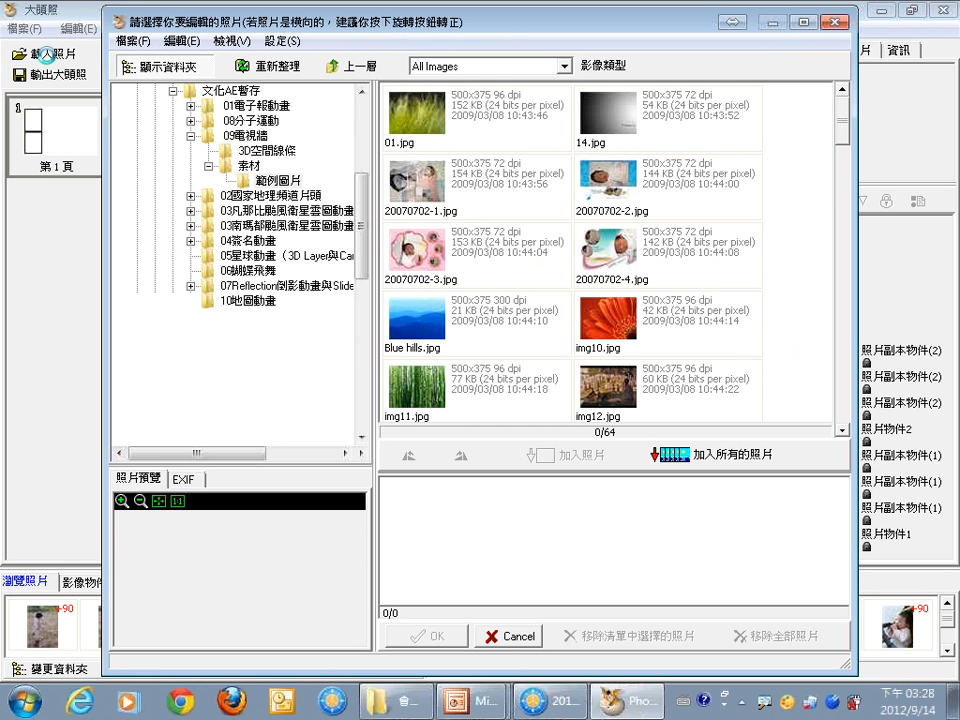 大頭照
請選擇你要編輯的照片(若照片是橫向的，建議你按下旋轉按鈕轉正)
檔案(F)
編輯(E)
檔案(F) 編輯(E) 檢視(V) 設定(S)
載入照片
輸出大頭照
片 資訊
顯示資料夾 重新整理 上一層 All Images 影像類型
1
第 1 頁
文化AE暫存
01電子報動畫
08分子運動
09電視牆
3D空間線條
素材
範例圖片
02國家地理頻道片頭
03凡那比颱風衛星雲圖動畫
03南瑪都颱風衛星雲圖動畫
04簽名動畫
05星球動畫（3D Layer與Car
06蝴蝶飛舞
07Reflection倒影動畫與Slide
10地圖動畫
500x375 96 dpi
152 KB (24 bits per pixel)
2009/03/08 10:43:46
01.jpg
500x375 72 dpi
54 KB (24 bits per pixel)
2009/03/08 10:43:52
14.jpg
500x375 72 dpi
154 KB (24 bits per pixel)
2009/03/08 10:43:56
20070702-1.jpg
500x375 72 dpi
144 KB (24 bits per pixel)
2009/03/08 10:44:00
20070702-2.jpg
500x375 72 dpi
153 KB (24 bits per pixel)
2009/03/08 10:44:04
20070702-3.jpg
500x375 72 dpi
142 KB (24 bits per pixel)
2009/03/08 10:44:08
20070702-4.jpg
500x375 300 dpi
21 KB (24 bits per pixel)
2009/03/08 10:44:10
Blue hills.jpg
500x375 96 dpi
42 KB (24 bits per pixel)
2009/03/08 10:44:14
img10.jpg
500x375 96 dpi
77 KB (24 bits per pixel)
2009/03/08 10:44:18
img11.jpg
500x375 96 dpi
60 KB (24 bits per pixel)
2009/03/08 10:44:22
img12.jpg
0/64
加入照片 加入所有的照片
照片副本物件(2)
照片副本物件(2)
照片副本物件(2)
照片物件2
照片副本物件(1)
照片副本物件(1)
照片副本物件(1)
照片物件1
照片預覽 EXIF
1:1
0/0
OK Cancel 移除清單中選擇的照片 移除全部照片
瀏覽照片 影像物件
+90
+90
變更資料夾
會... Mi... 201... Pho...
下午 03:28
2012/9/14